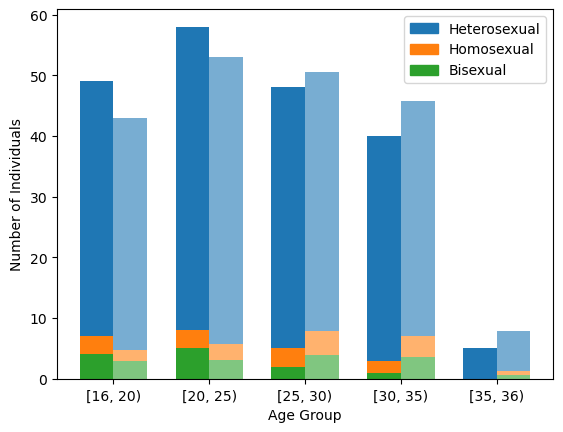 60
50
40
30
20
10
0
Number of Individuals
Heterosexual
Homosexual
Bisexual
[16, 20) [20, 25) [25, 30) [30, 35) [35, 36)
Age Group